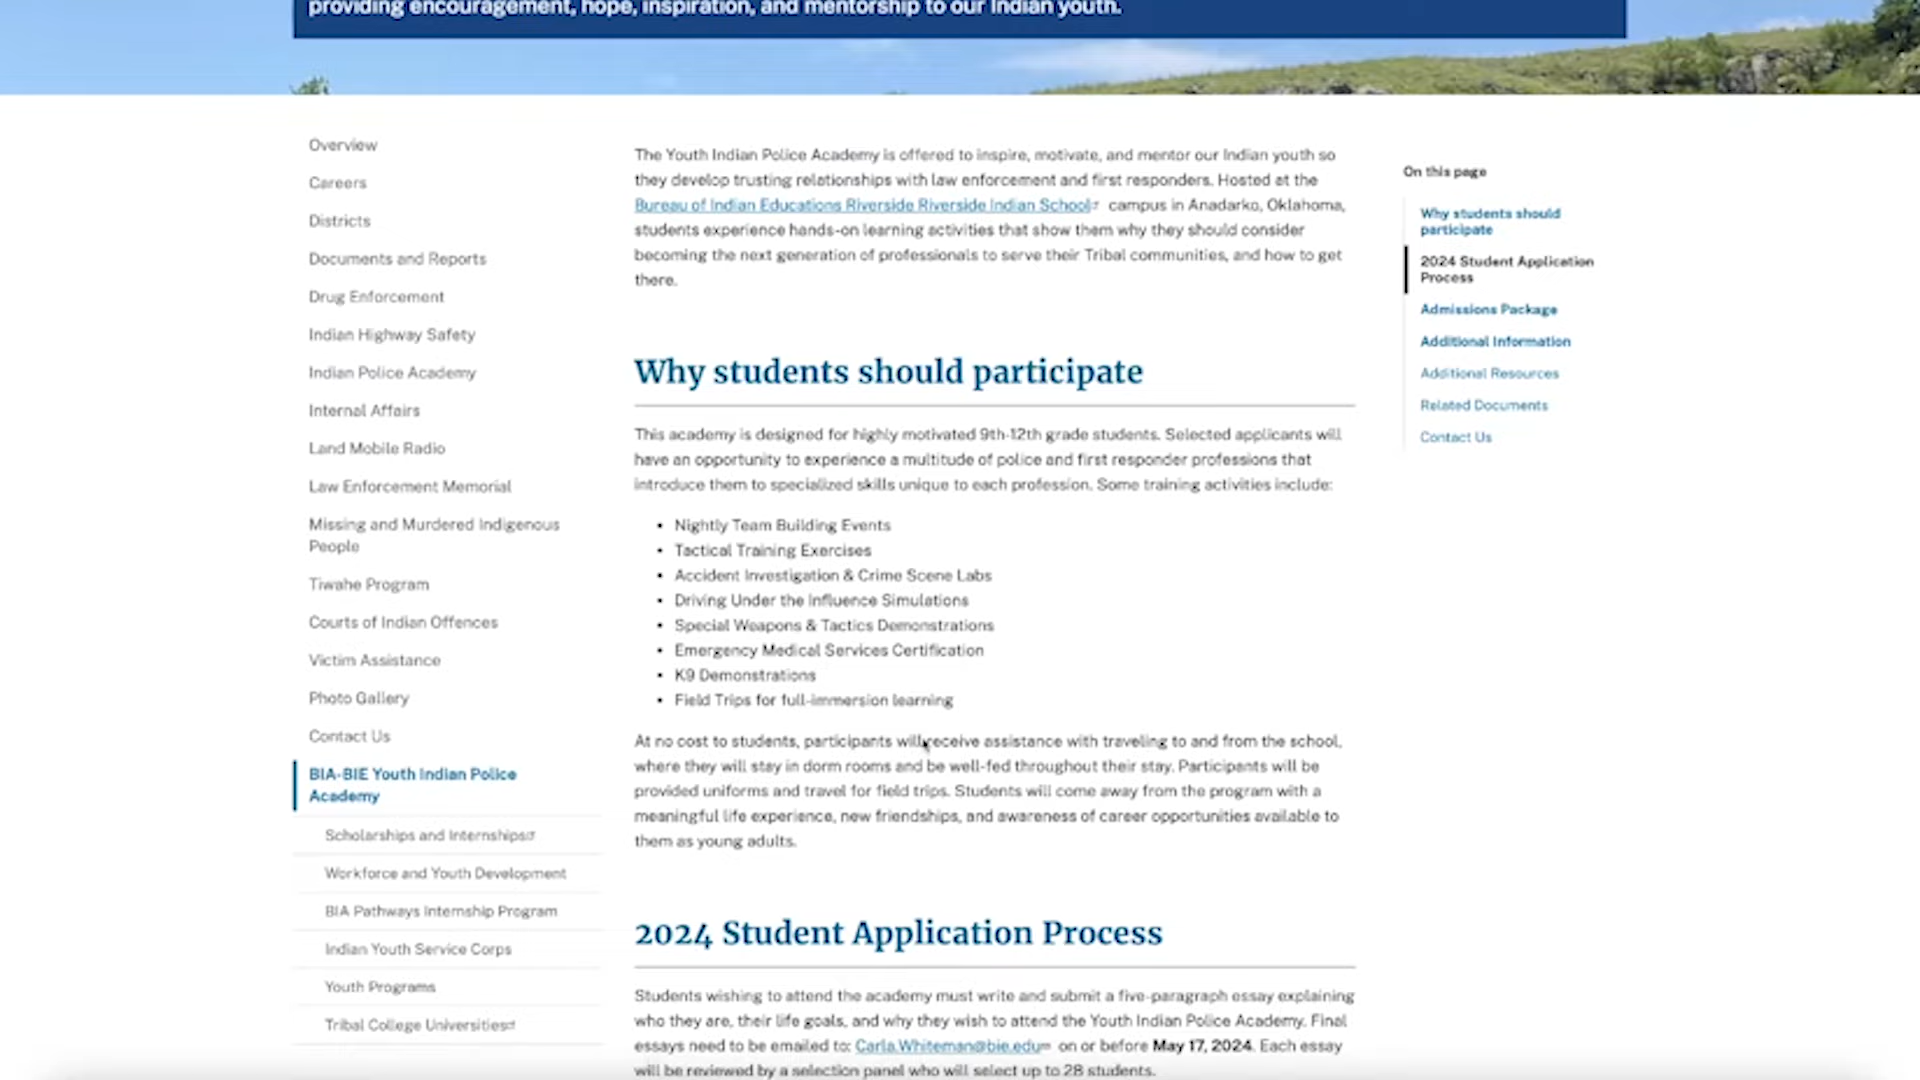 providing encouragement, hope, inspiration, and mentorship to our Indian youth.
Overview
Careers
Districts
Documents and Reports
Drug Enforcement
Indian Highway Safety
Indian Police Academy
Internal Affairs
Land Mobile Radio
Law Enforcement Memorial
Missing and Murdered Indigenous
People
Tiwahe Program
Courts of Indian Offences
Victim Assistance
Photo Gallery
Contact Us
BIA-BIE Youth Indian Police
Academy
Scholarships and Internships
Workforce and Youth Development
BIA Pathways Internship Program
Indian Youth Service Corps
Youth Programs
Tribal College Universities
The Youth Indian Police Academy is offered to inspire, motivate, and mentor our Indian youth so
they develop trusting relationships with law enforcement and first responders. Hosted at the
Bureau of Indian Educations Riverside Riverside Indian School campus in Anadarko, Oklahoma,
students experience hands-on learning activities that show them why they should consider
becoming the next generation of professionals to serve their Tribal communities, and how to get
there.
Why students should participate
This academy is designed for highly motivated 9th-12th grade students. Selected applicants will
have an opportunity to experience a multitude of police and first responder professions that
introduce them to specialized skills unique to each profession. Some training activities include:
• Nightly Team Building Events
• Tactical Training Exercises
• Accident Investigation & Crime Scene Labs
• Driving Under the Influence Simulations
• Special Weapons & Tactics Demonstrations
• Emergency Medical Services Certification
• K9 Demonstrations
• Field Trips for full-immersion learning
At no cost to students, participants will receive assistance with traveling to and from the school,
where they will stay in dorm rooms and be well-fed throughout their stay. Participants will be
provided uniforms and travel for field trips. Students will come away from the program with a
meaningful life experience, new friendships, and awareness of career opportunities available to
them as young adults.
2024 Student Application Process
Students wishing to attend the academy must write and submit a five-paragraph essay explaining
who they are, their life goals, and why they wish to attend the Youth Indian Police Academy. Final
essays need to be emailed to: Carla.Whiteman@bie.edu on or before May 17, 2024. Each essay
will be reviewed by a selection panel who will select up to 28 students.
On this page
Why students should
participate
2024 Student Application
Process
Admissions Package
Additional Information
Additional Resources
Related Documents
Contact Us